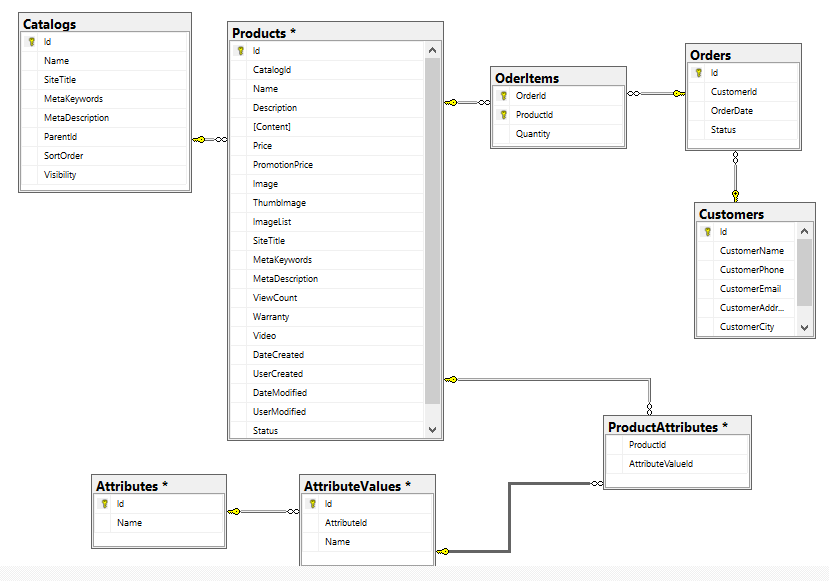 Catalogs
Id
Name
SiteTitle
MetaKeywords
MetaDescription
ParentId
SortOrder
Visibility
Products *
Id
CatalogId
Name
Description
[Content]
Price
PromotionPrice
Image
ThumbImage
ImageList
SiteTitle
MetaKeywords
MetaDescription
ViewCount
Warranty
Video
DateCreated
UserCreated
DateModified
UserModified
Status
OderItems
OrderId
ProductId
Quantity
Orders
Id
CustomerId
OrderDate
Status
Customers
Id
CustomerName
CustomerPhone
CustomerEmail
CustomerAddr...
CustomerCity
ProductAttributes *
ProductId
AttributeValueId
Attributes *
Id
Name
AttributeValues *
Id
AttributeId
Name